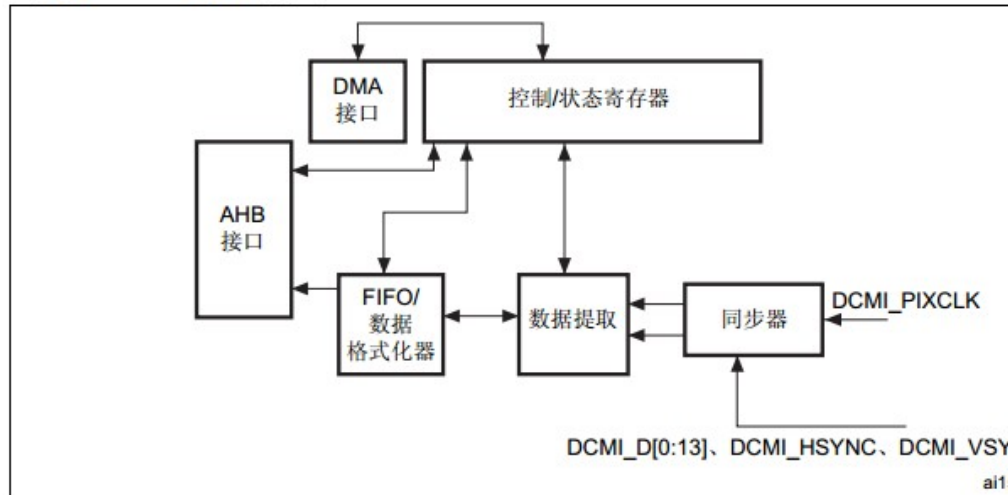 DMA
接口
控制/状态寄存器
AHB
接口
FIFO/
数据
格式化器
数据提取
同步器
DCMI_PIXCLK
DCMI_D[0:13]、DCMI_HSYNC、DCMI_VSY
ai1